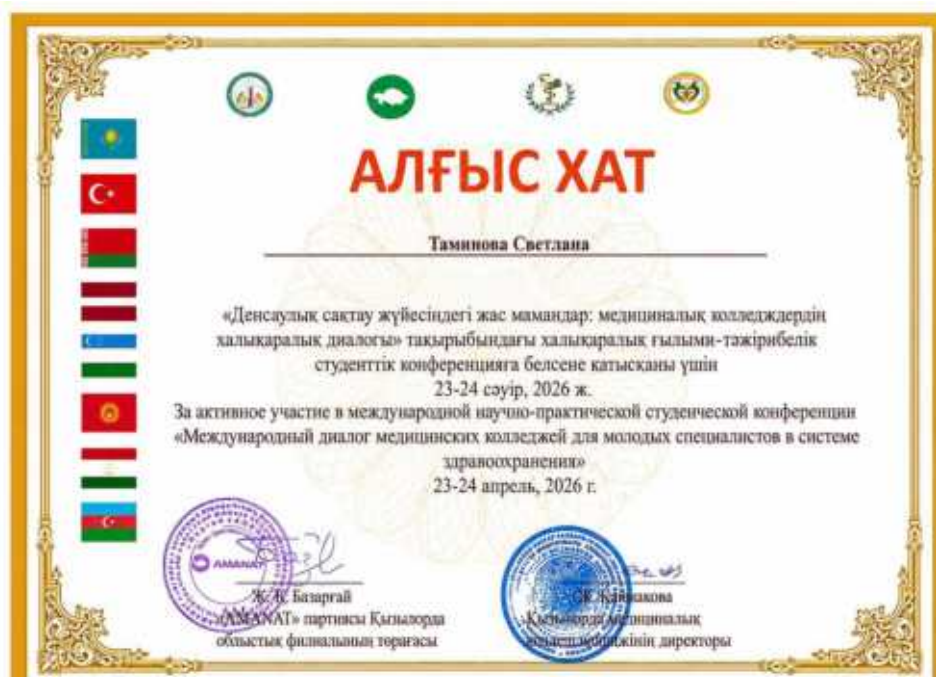 АЛҒЫС ХАТ
Таминова Светлана
«Денсаулық сақтау жүйесіндегі жас мамандар: медициналық колледждердің
халықаралық диалогы» тақырыбындағы халықаралық ғылыми-тәжірибелік
студенттік конференцияға белсене қатысқаны үшін
23-24 сәуір, 2026 ж.
За активное участие в международной научно-практической студенческой конференции
«Международный диалог медицинских колледжей для молодых специалистов в системе
здравоохранения»
23-24 апрель, 2026 г.
AMANAT
Базарғай
«AMANAT» партиясы Қызылорда
облыстық филиалының төрағасы
Қызылорда медициналық
директоры